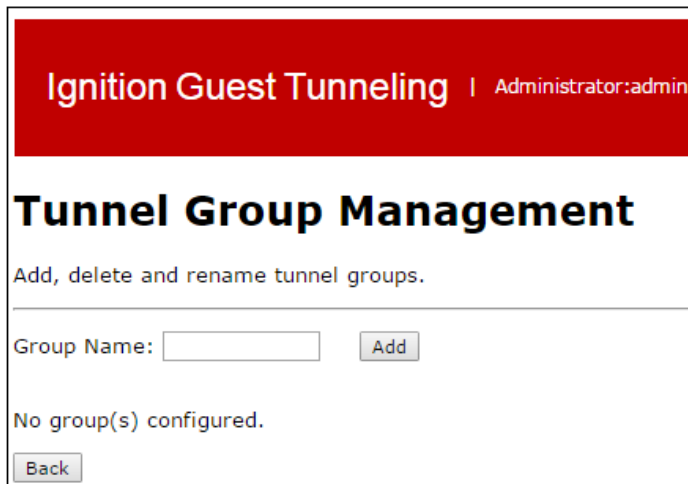 Ignition Guest Tunneling | Administrator:admin
Tunnel Group Management
Add, delete and rename tunnel groups.
Group Name: Add
No group(s) configured.
Back